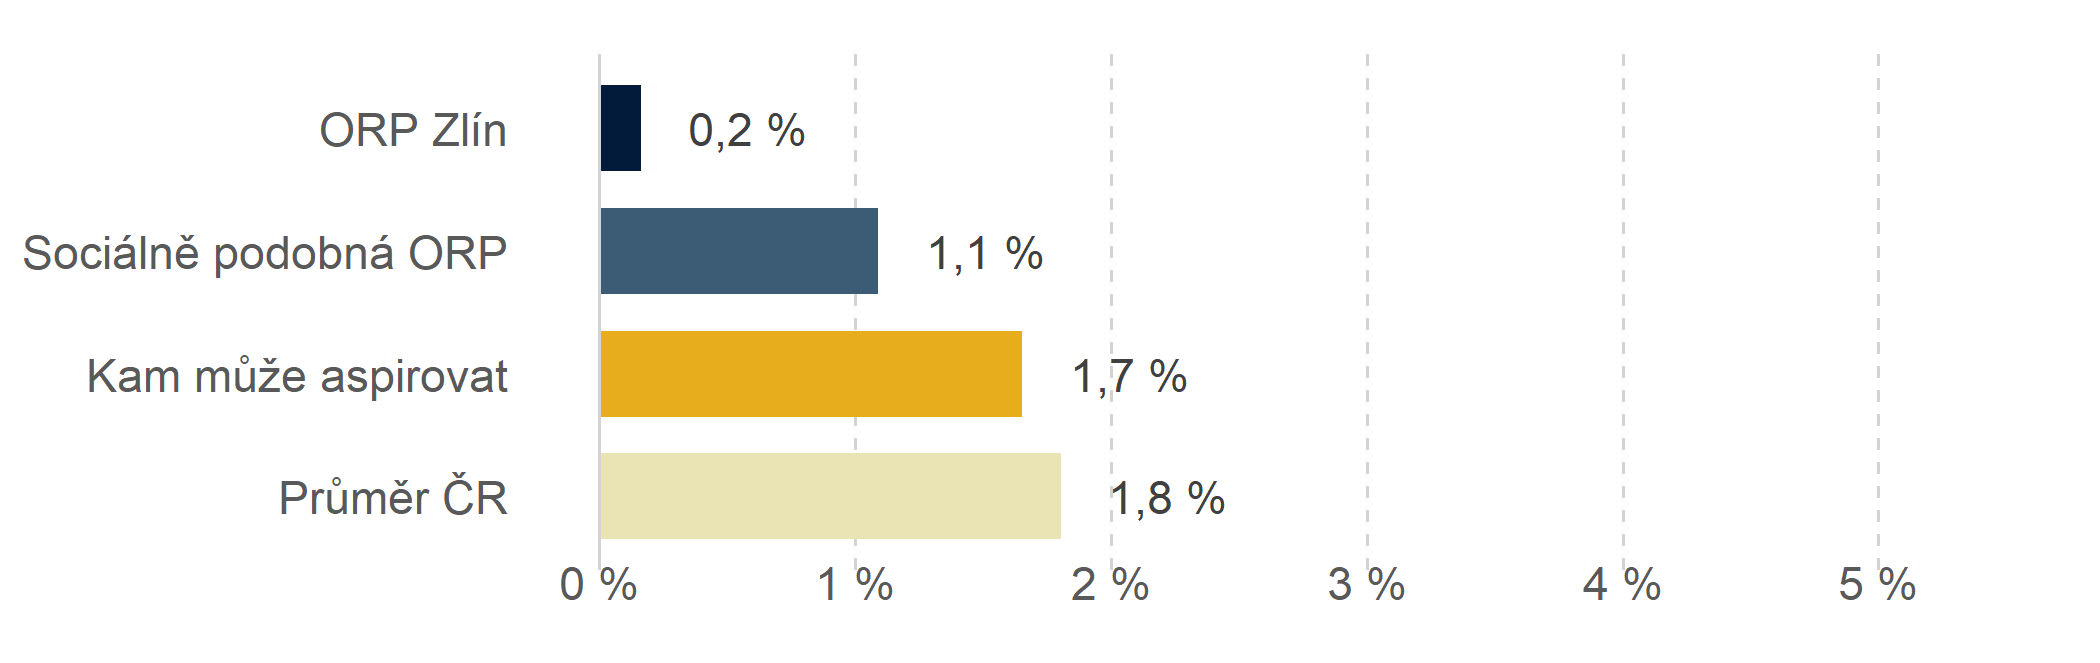 ORP Zlín 0,2 %
Sociálně podobná ORP 1,1 %
Kam může aspirovat 1,7 %
Průměr ČR 1,8 %
0 % 1 % 2 % 3 % 4 % 5 %